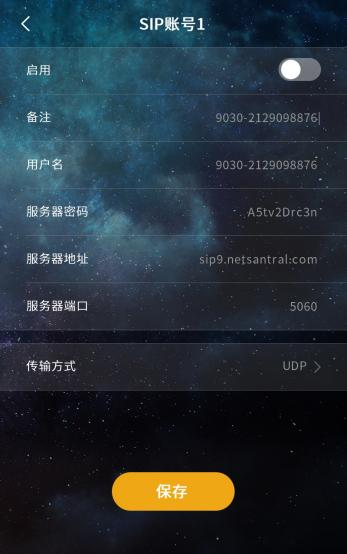 SIP账号1
启用
备注 9030-2129098876
用户名 9030-2129098876
服务器密码 A5tv2Drc3n
服务器地址 sip9.netsantral.com
服务器端口 5060
传输方式 UDP
保存